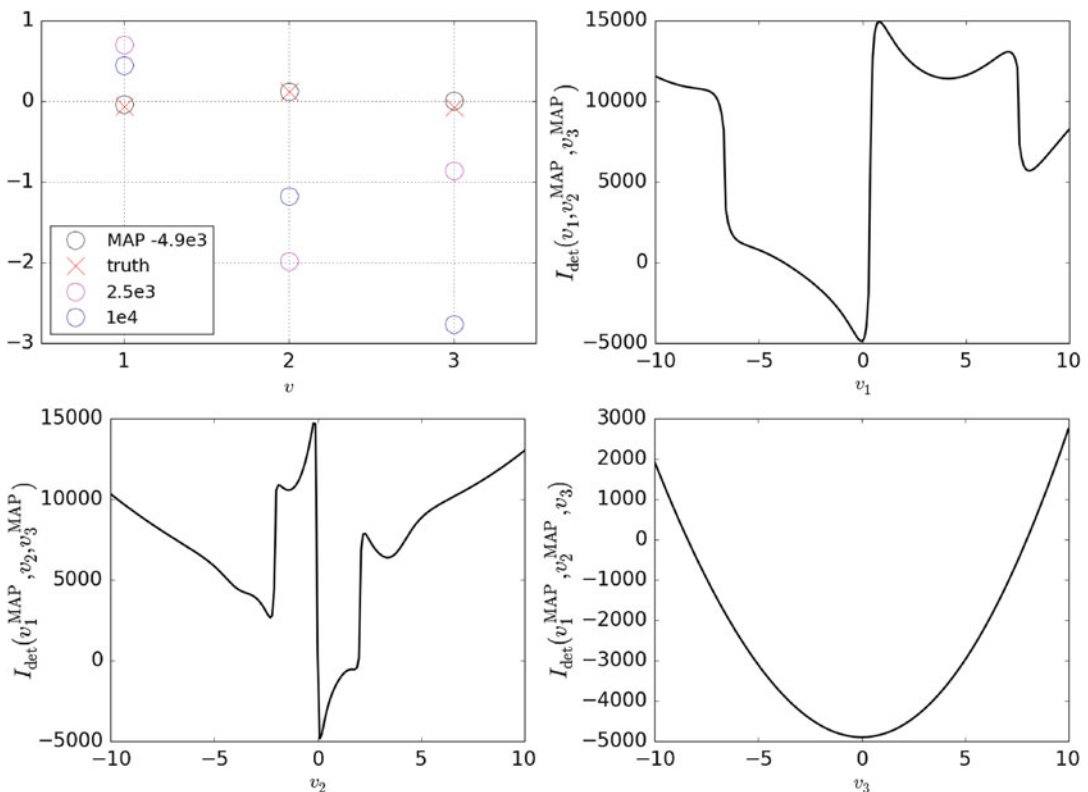 1
0
−1
−2
−3
MAP -4.9e3
truth
2.5e3
1e4
1 2 3
v
15000
10000
5000
0
−5000
I_det(v_1, v_2^MAP, v_3^MAP)
−10 −5 0 5 10
v_1
15000
10000
5000
0
−5000
I_det(v_1^MAP, v_2, v_3^MAP)
−10 −5 0 5 10
v_2
3000
2000
1000
0
−1000
−2000
−3000
−4000
−5000
I_det(v_1^MAP, v_2^MAP, v_3)
−10 −5 0 5 10
v_3